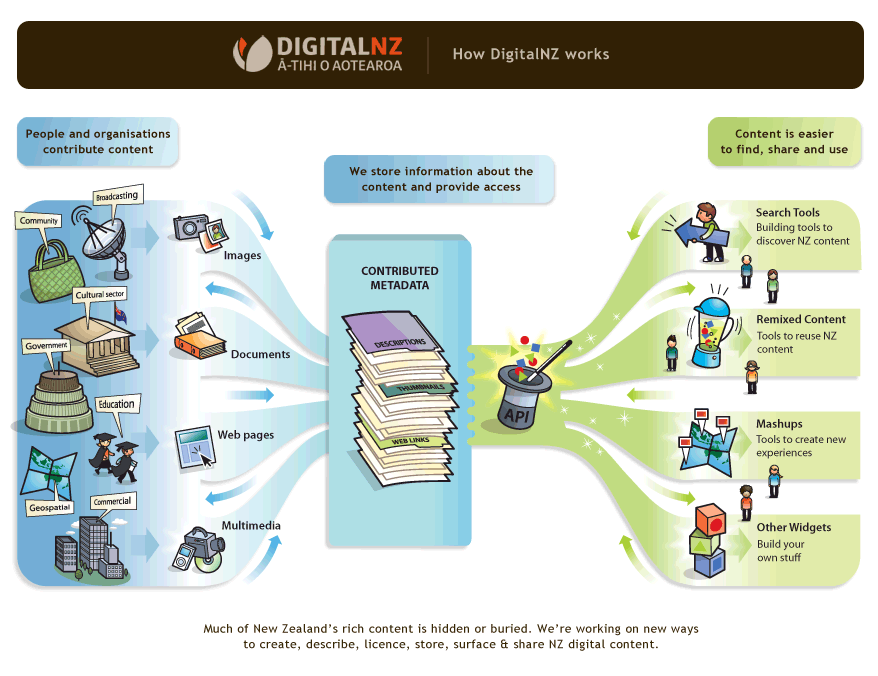 DIGITALNZ
Ā-TIHI O AOTEAROA
How DigitalNZ works
People and organisations
contribute content
We store information about the
content and provide access
Content is easier
to find, share and use
Community
Broadcasting
Cultural sector
Government
Education
Geospatial
Commercial
Images
Documents
Web pages
Multimedia
CONTRIBUTED
METADATA
DESCRIPTIONS
THUMBNAILS
WEB LINKS
API
Search Tools
Building tools to
discover NZ content
Remixed Content
Tools to reuse NZ
content
Mashups
Tools to create new
experiences
Other Widgets
Build your
own stuff
Much of New Zealand's rich content is hidden or buried. We're working on new ways
to create, describe, licence, store, surface & share NZ digital content.